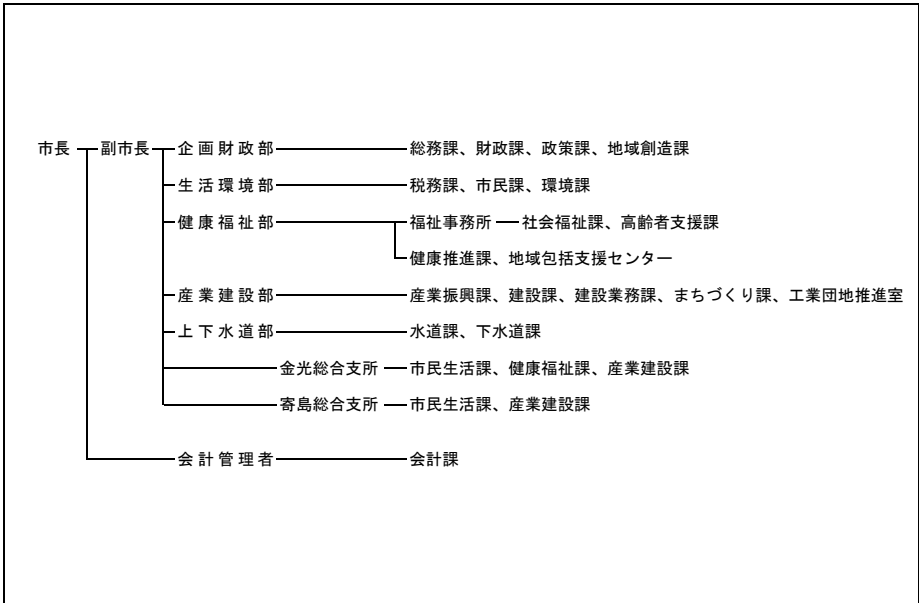 市長 副市長 企画財政部 総務課、財政課、政策課、地域創造課
生活環境部 税務課、市民課、環境課
健康福祉部 福祉事務所 社会福祉課、高齢者支援課
健康推進課、地域包括支援センター
産業建設部 産業振興課、建設課、建設業務課、まちづくり課、工業団地推進室
上下水道部 水道課、下水道課
金光総合支所 市民生活課、健康福祉課、産業建設課
寄島総合支所 市民生活課、産業建設課
会計管理者 会計課